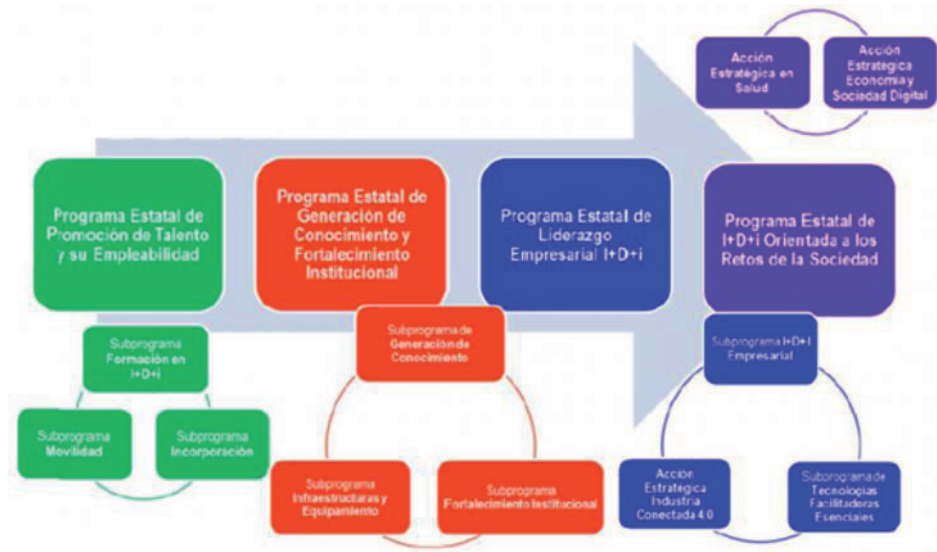 Acción
Estratégica en
Salud
Acción
Estratégica
Economía y
Sociedad Digital
Programa Estatal de
Promoción de Talento
y su Empleabilidad
Programa Estatal de
Generación de
Conocimiento y
Fortalecimiento
Institucional
Programa Estatal de
Liderazgo
Empresarial I+D+i
Programa Estatal de
I+D+i Orientada a los
Retos de la Sociedad
Subprograma
Formación en
I+D+i
Subprograma
Movilidad
Subprograma
Incorporación
Subprograma de
Generación de
Conocimiento
Subprograma
Infraestructuras y
Equipamiento
Subprograma
Fortalecimiento Institucional
Subprograma I+D+I
Empresarial
Acción
Estratégica
Industria
Conectada 4.0
Subprograma de
Tecnologías
Facilitadoras
Esenciales